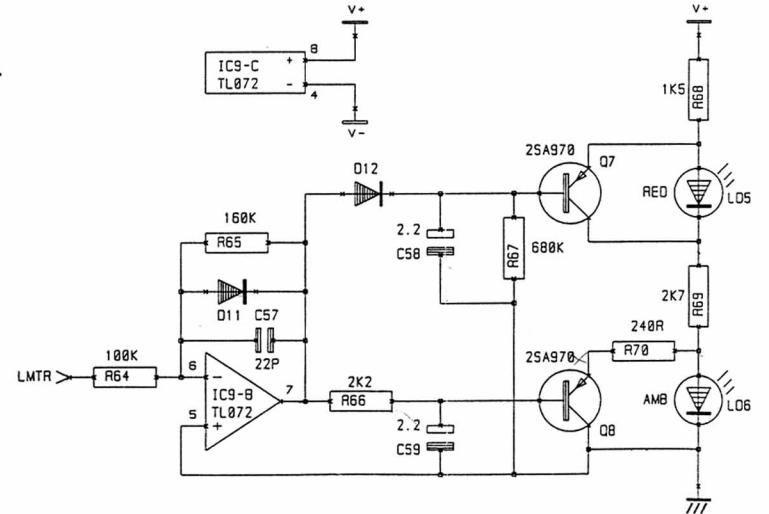 V+
V+
8
IC9-C
+
TL072
-
4
V-
1K5
R68
D12
2SA970
Q7
RED
LD5
160K
R65
2.2
C58
R67
680K
D11
C57
22P
2K7
R69
240R
R70
LMTR
100K
R64
6
-
IC9-B
TL072
7
5
+
2K2
R66
2SA970
AMB
LD6
2.2
C59
Q8